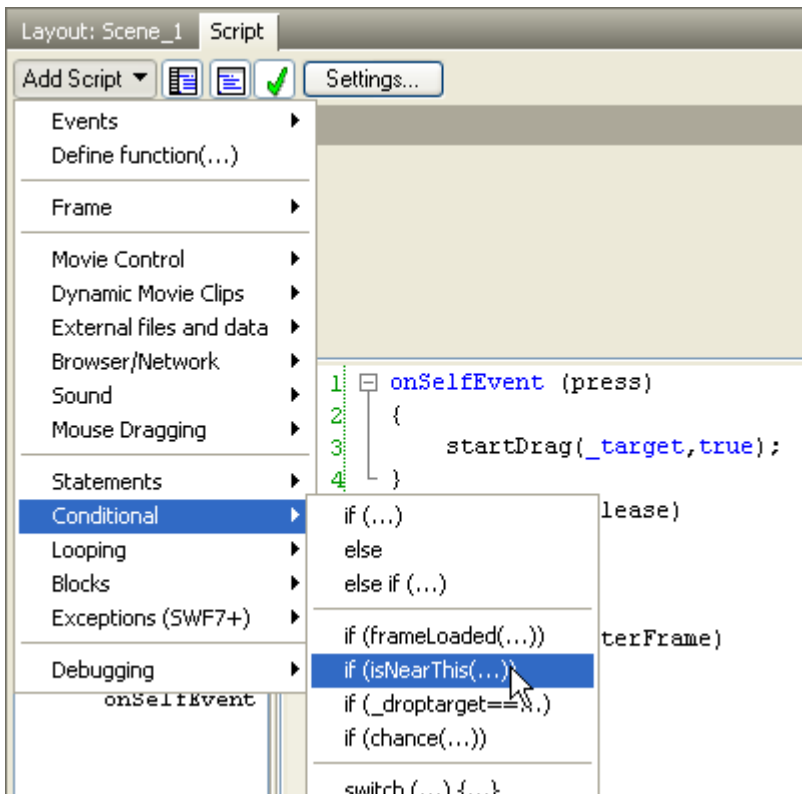 Layout: Scene_1 Script
Add Script Settings...
Events
Define function(...)
Frame
Movie Control
Dynamic Movie Clips
External files and data
Browser/Network
Sound
Mouse Dragging
Statements
Conditional
Looping
Blocks
Exceptions (SWF7+)
Debugging
onSelfEvent
if (...)
else
else if (...)
if (frameLoaded(...))
if (isNearThis(...))
if (_droptarget==...)
if (chance(...))
switch (...) {...}
1 onSelfEvent (press)
2 {
3 startDrag(_target,true);
4 }
lease)
terFrame)